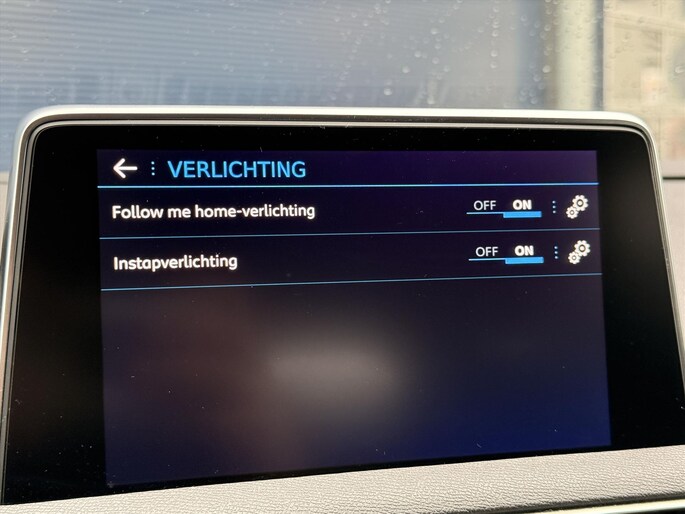 VERLICHTING
Follow me home-verlichting OFF ON
Instapverlichting OFF ON